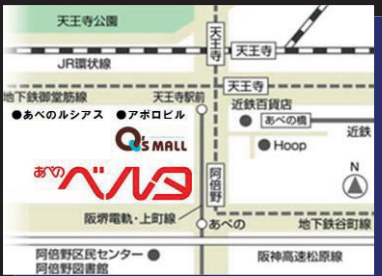 天王寺公園
天王寺
天王寺
JR環状線
天王寺
地下鉄御堂筋線
天王寺駅前
近鉄百貨店
●あべのルシアス
●アポロビル
あべの橋
近鉄
Q's MALL
Hoop
あべの
ベルタ
N
阿倍野
阪堺電軌・上町線
あべの
地下鉄谷町線
阿倍野区民センター
阿倍野図書館
阪神高速松原線